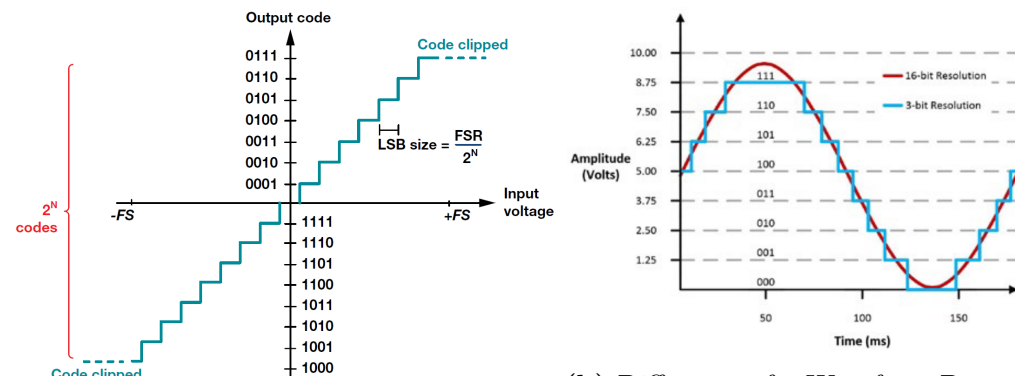 Output code
0111
0110
0101
0100
0011
0010
0001
Code clipped
LSB size = FSR/2^N
Input voltage
-FS
+FS
2^N codes
1111
1110
1101
1100
1011
1010
1001
1000
Code clipped
10.00
8.75
7.50
6.25
5.00
3.75
2.50
1.25
Amplitude
(Volts)
111
110
101
100
011
010
001
000
16-bit Resolution
3-bit Resolution
50
100
150
Time (ms)